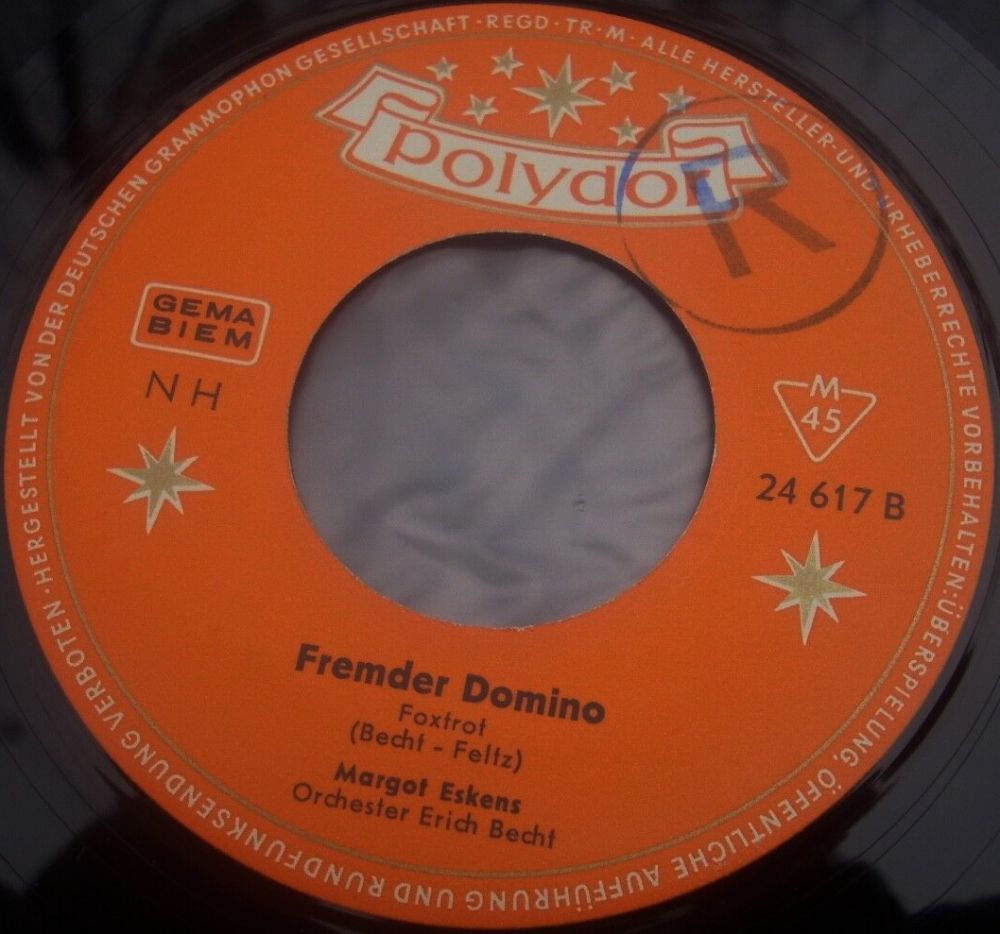 HERGESTELLT VON DER DEUTSCHEN GRAMMOPHON GESELLSCHAFT · REGD · TR · M · ALLE HERSTELLER-UND URHEBERRECHTE VORBEHALTEN: ÜBERSPIELUNG, ÖFFENTLICHE AUFFÜHRUNG UND RUNDFUNKSENDUNG VERBOTEN ·
polydor
R
GEMA
BIEM
NH
M
45
24 617 B
Fremder Domino
Foxtrot
(Becht - Feltz)
Margot Eskens
Orchester Erich Becht